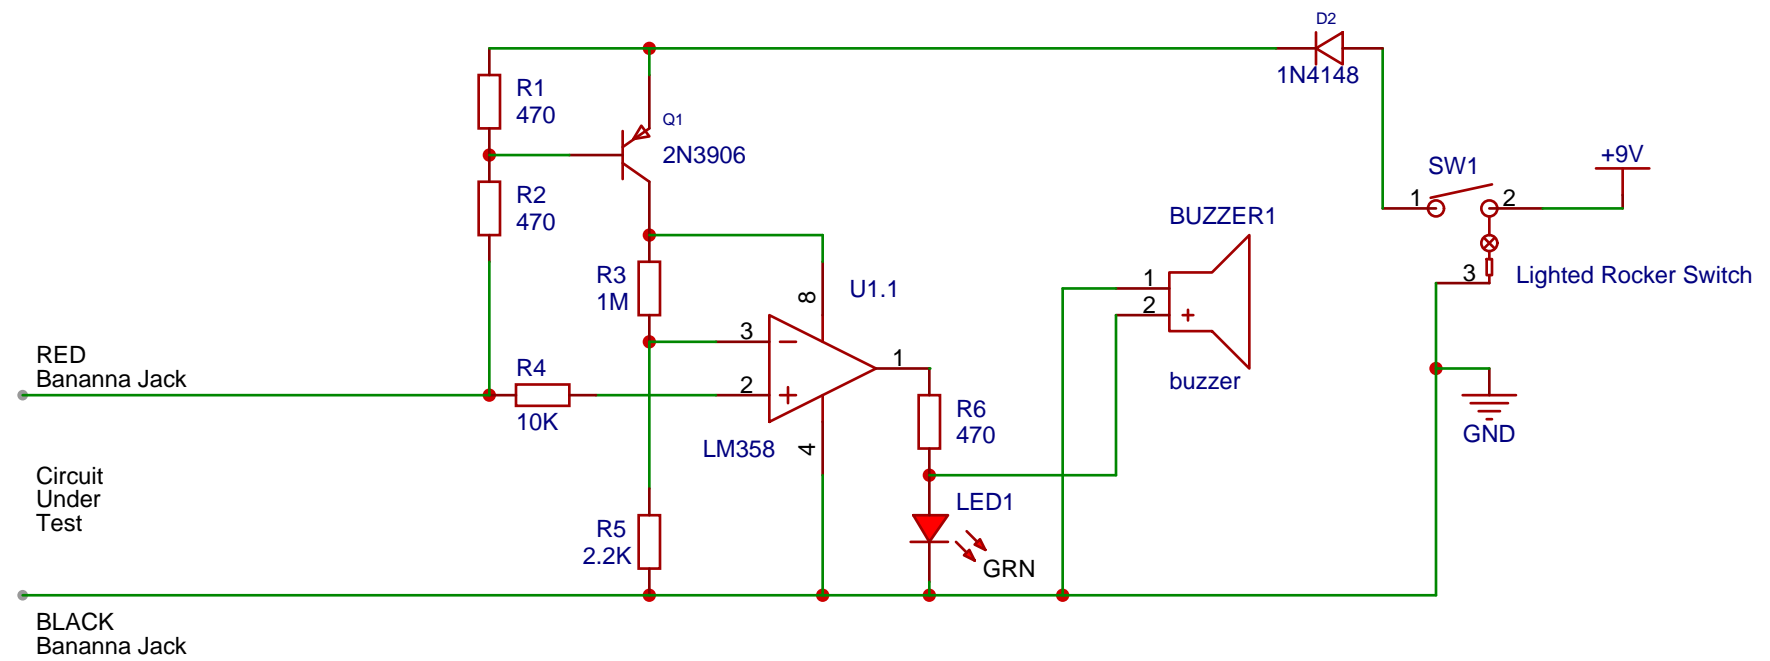 D2
1N4148
R1
470
Q1
2N3906
+9V
SW1
1
2
R2
470
BUZZER1
R3
1M
8
U1.1
1
2
+
3
Lighted Rocker Switch
3
−
1
RED
Bananna Jack
R4
10K
2
+
buzzer
R6
470
GND
LM358
4
Circuit
Under
Test
LED1
R5
2.2K
GRN
BLACK
Bananna Jack